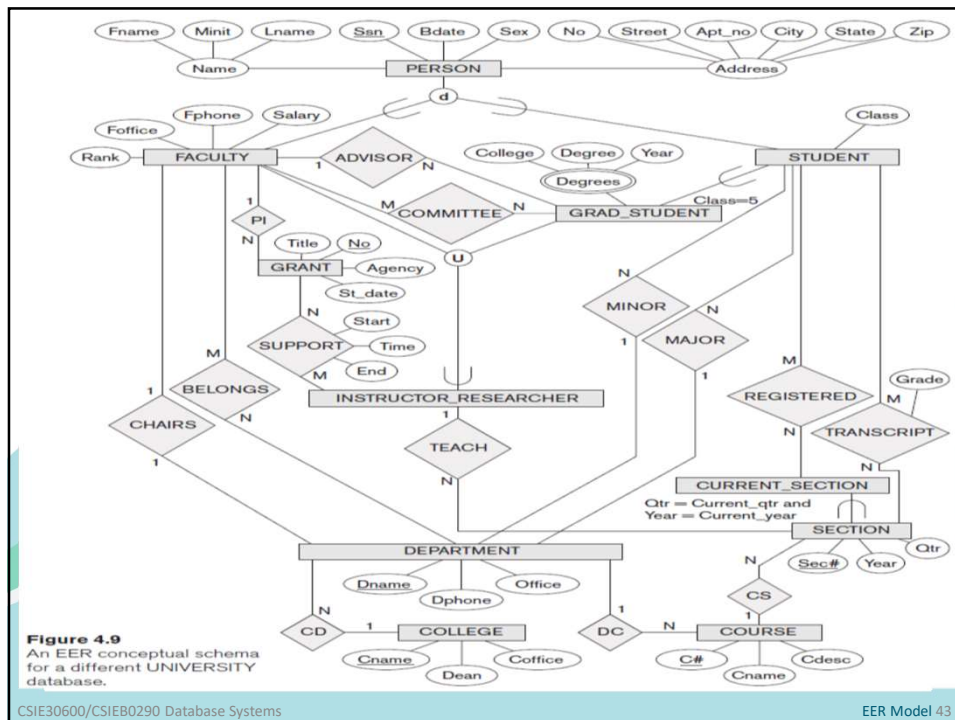 Fname Minit Lname Ssn Bdate Sex No Street Apt_no City State Zip
Name PERSON Address
d
Fphone Salary Class
Foffice
Rank FACULTY 1 ADVISOR N College Degree Year STUDENT
Degrees
Class=5
1 M COMMITTEE N GRAD_STUDENT
PI
N Title No U
GRANT Agency
St_date N MINOR N
N Start MAJOR
SUPPORT Time 1
M End 1
M BELONGS N INSTRUCTOR_RESEARCHER M REGISTERED Grade
1 CHAIRS 1 1 M TRANSCRIPT
TEACH N N
N CURRENT_SECTION
Qtr = Current_qtr and
Year = Current_year
SECTION
DEPARTMENT N Sec# Year Qtr
Dname Dphone Office
CS
N 1 1
CD 1 COLLEGE DC N COURSE
Cname Dean Coffice C# Cname Cdesc
Figure 4.9
An EER conceptual schema
for a different UNIVERSITY
database.
CSIE30600/CSIEB0290 Database Systems EER Model 43